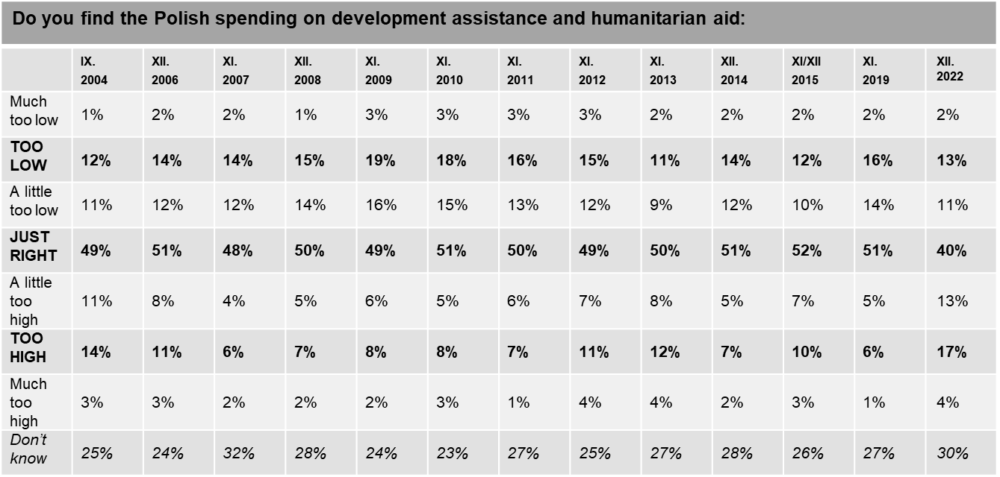 Do you find the Polish spending on development assistance and humanitarian aid:
IX. 2004 XII. 2006 XI. 2007 XII. 2008 XI. 2009 XI. 2010 XI. 2011 XI. 2012 XI. 2013 XII. 2014 XI/XII 2015 XI. 2019 XII. 2022
Much too low 1% 2% 2% 1% 3% 3% 3% 3% 2% 2% 2% 2% 2%
TOO LOW 12% 14% 14% 15% 19% 18% 16% 15% 11% 14% 12% 16% 13%
A little too low 11% 12% 12% 14% 16% 15% 13% 12% 9% 12% 10% 14% 11%
JUST RIGHT 49% 51% 48% 50% 49% 51% 50% 49% 50% 51% 52% 51% 40%
A little too high 11% 8% 4% 5% 6% 5% 6% 7% 8% 5% 7% 5% 13%
TOO HIGH 14% 11% 6% 7% 8% 8% 7% 11% 12% 7% 10% 6% 17%
Much too high 3% 3% 2% 2% 2% 3% 1% 4% 4% 2% 3% 1% 4%
Don't know 25% 24% 32% 28% 24% 23% 27% 25% 27% 28% 26% 27% 30%